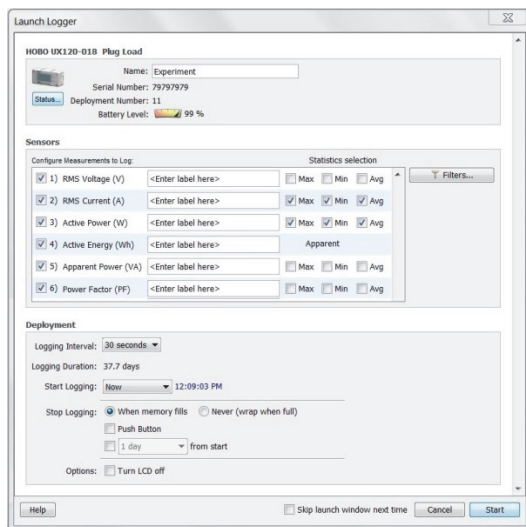 Launch Logger
HOBO UX120-018 Plug Load
Name: Experiment
Serial Number: 79797979
Status... Deployment Number: 11
Battery Level: 99 %
Sensors
Configure Measurements to Log: Statistics selection
1) RMS Voltage (V) <Enter label here> Max Min Avg Filters...
2) RMS Current (A) <Enter label here> Max Min Avg
3) Active Power (W) <Enter label here> Max Min Avg
4) Active Energy (Wh) <Enter label here> Apparent
5) Apparent Power (VA) <Enter label here> Max Min Avg
6) Power Factor (PF) <Enter label here> Max Min Avg
Deployment
Logging Interval: 30 seconds
Logging Duration: 37.7 days
Start Logging: Now 12:09:03 PM
Stop Logging: When memory fills Never (wrap when full)
Push Button
1 day from start
Options: Turn LCD off
Help Skip launch window next time Cancel Start